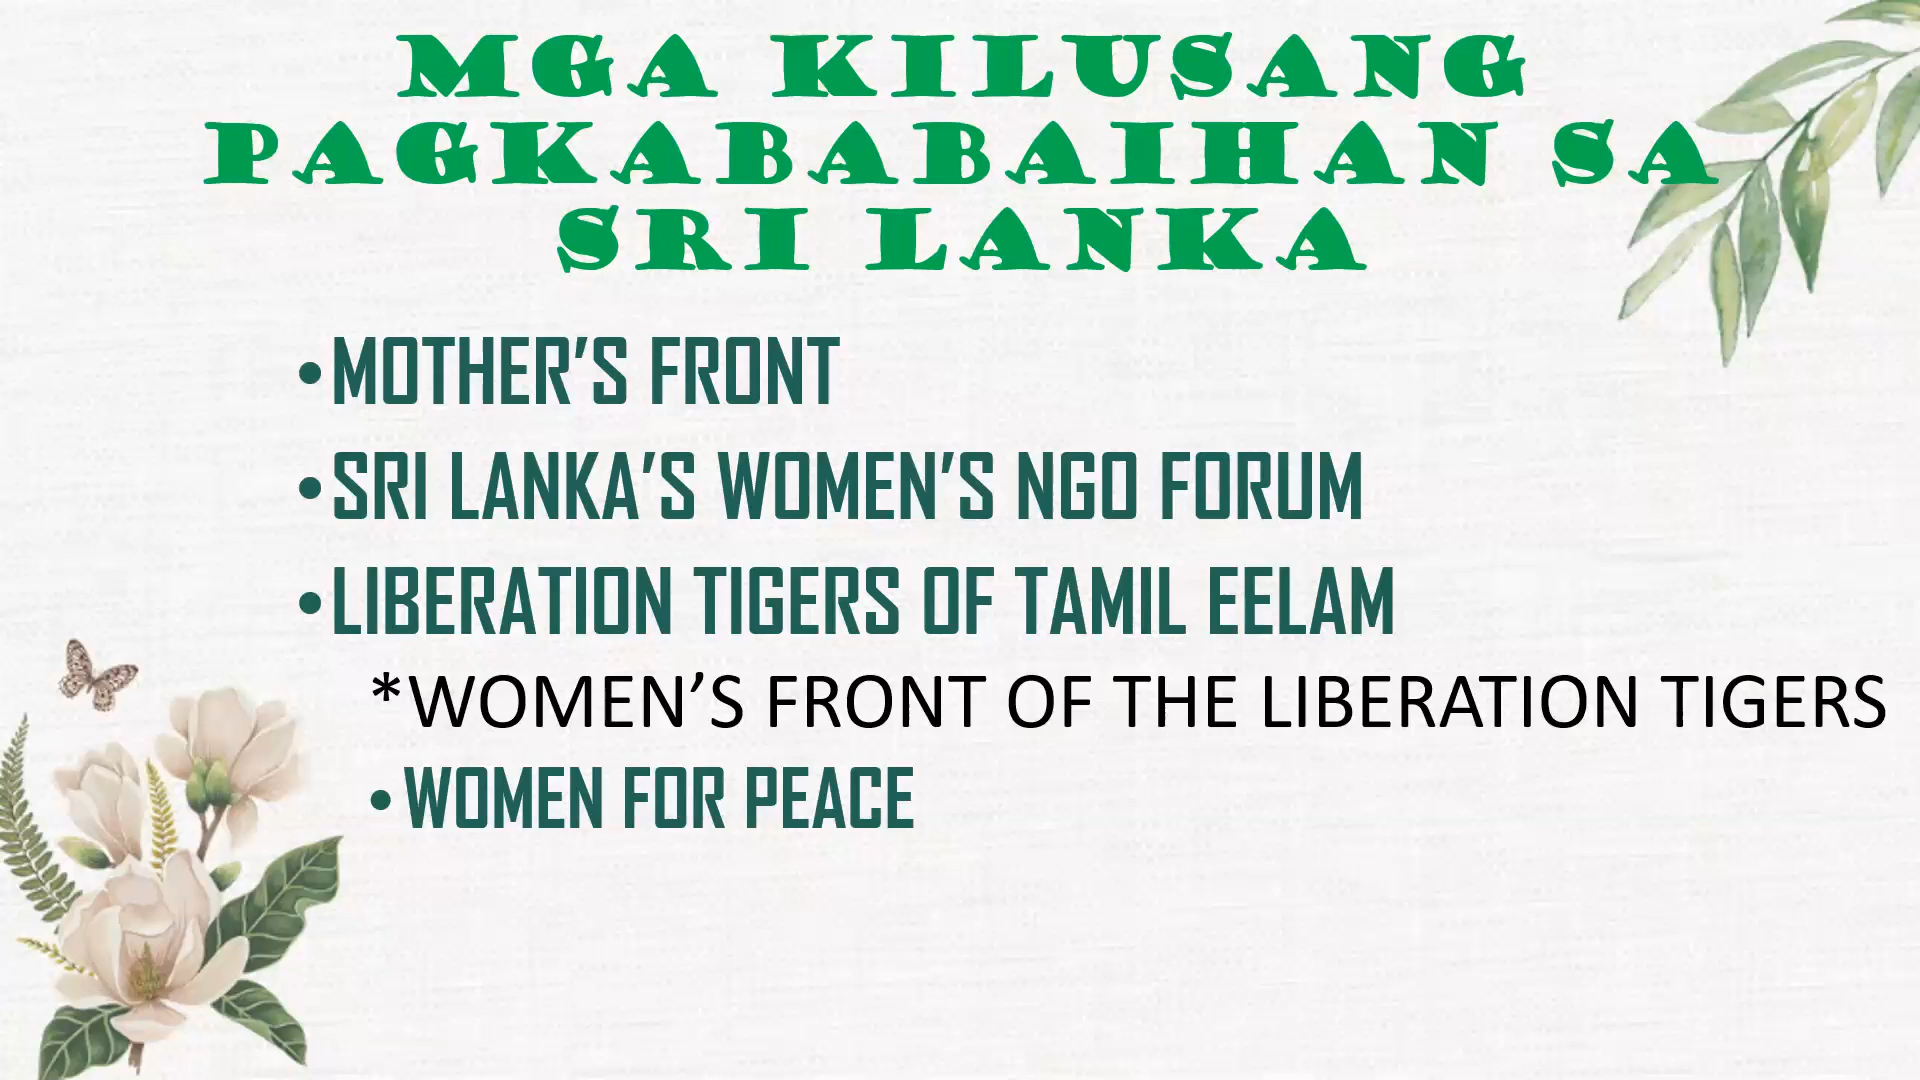 MGA KILUSANG
PAGKABABAIHAN SA
SRI LANKA
•MOTHER’S FRONT
•SRI LANKA’S WOMEN’S NGO FORUM
•LIBERATION TIGERS OF TAMIL EELAM
*WOMEN’S FRONT OF THE LIBERATION TIGERS
•WOMEN FOR PEACE